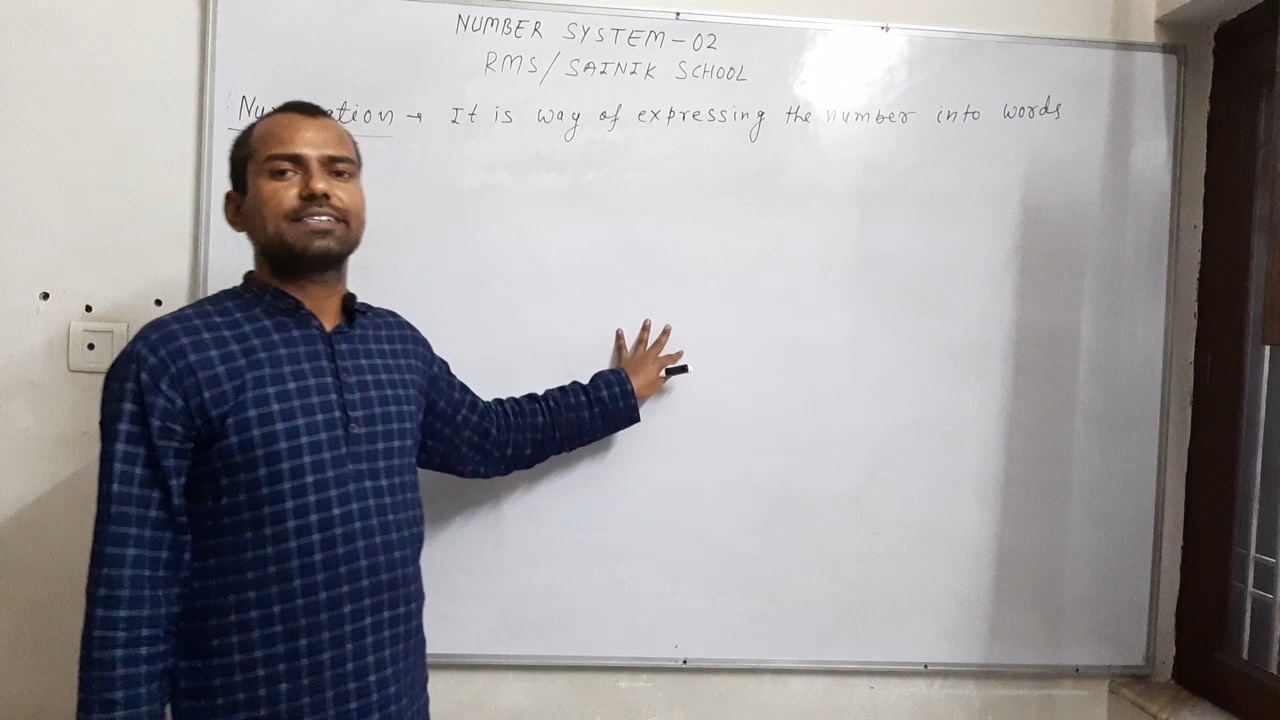 NUMBER SYSTEM-02
RMS/SAINIK SCHOOL
→ It is way of expressing the number into words